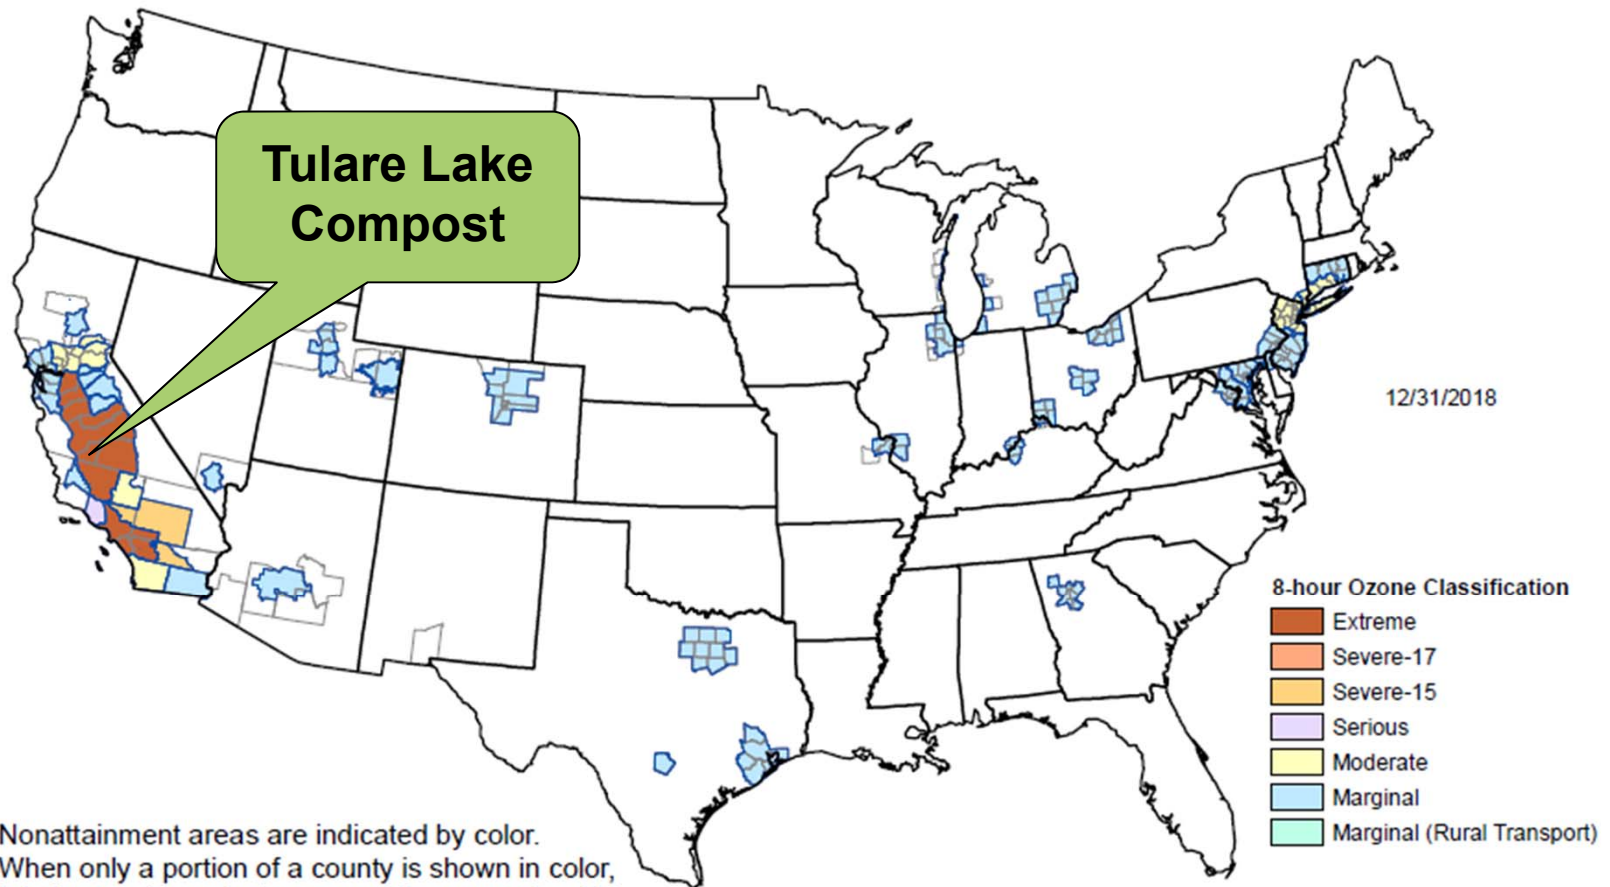 Tulare Lake
Compost
12/31/2018
8-hour Ozone Classification
Extreme
Severe-17
Severe-15
Serious
Moderate
Marginal
Marginal (Rural Transport)
Nonattainment areas are indicated by color.
When only a portion of a county is shown in color,